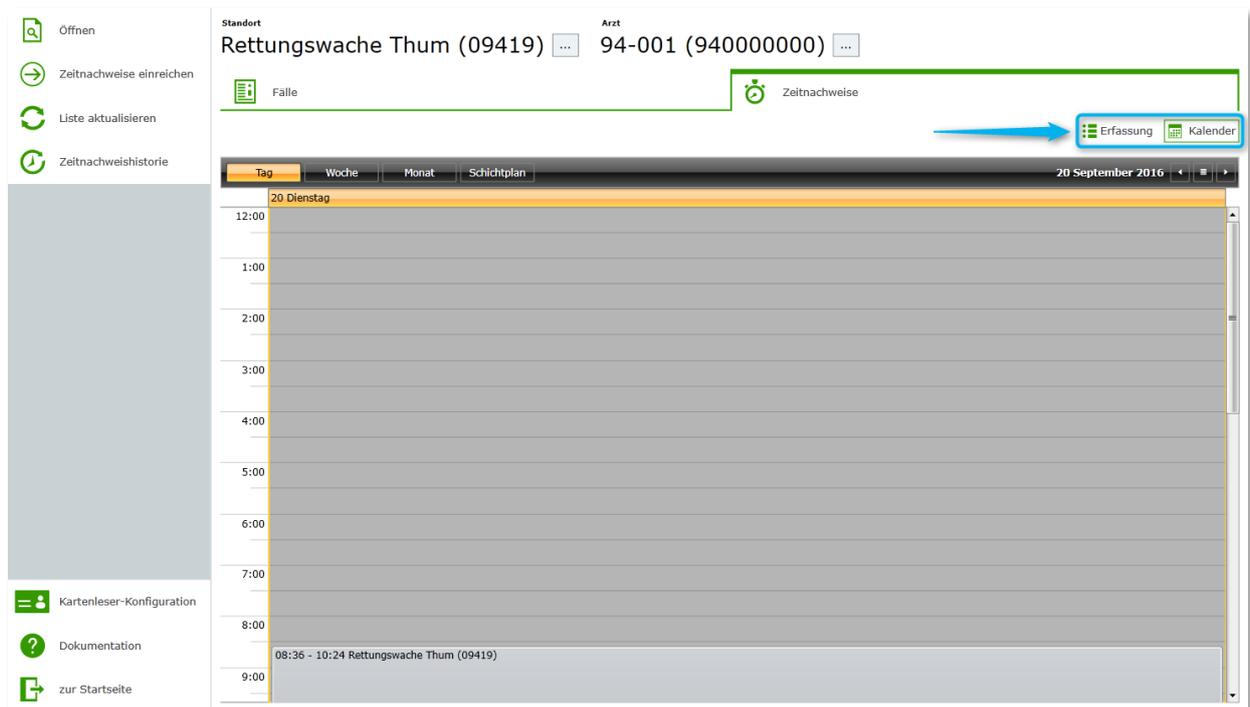 Öffnen
Zeitnachweise einreichen
Liste aktualisieren
Zeitnachweishistorie
Standort
Rettungswache Thum (09419) ...
Arzt
94-001 (940000000) ...
Fälle
Zeitnachweise
Erfassung
Kalender
Tag Woche Monat Schichtplan
20 September 2016
20 Dienstag
12:00
1:00
2:00
3:00
4:00
5:00
6:00
7:00
8:00
08:36 - 10:24 Rettungswache Thum (09419)
9:00
Kartenleser-Konfiguration
Dokumentation
zur Startseite